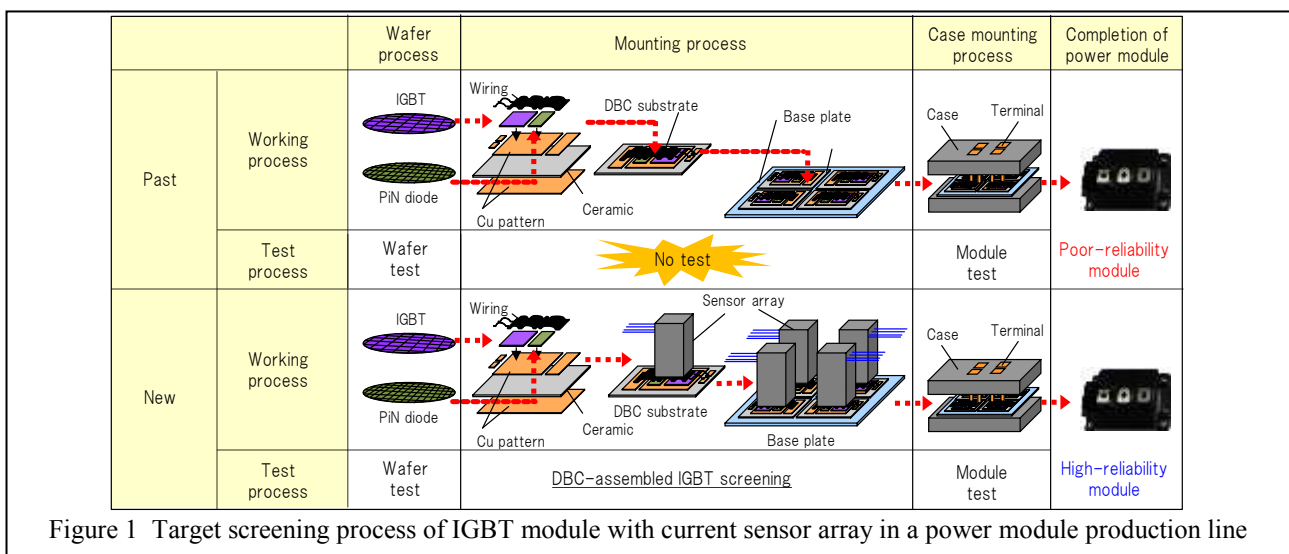 Wafer
process
Mounting process
Case mounting
process
Completion of
power module
Past
Working
process
IGBT
PiN diode
Wiring
Cu pattern
Ceramic
DBC substrate
Base plate
Case
Terminal
Test
process
Wafer
test
No test
Module
test
Poor-reliability
module
New
Working
process
IGBT
PiN diode
Wiring
Cu pattern
Ceramic
Sensor array
DBC substrate
Base plate
Case
Terminal
Test
process
Wafer
test
DBC-assembled IGBT screening
Module
test
High-reliability
module
Figure 1 Target screening process of IGBT module with current sensor array in a power module production line